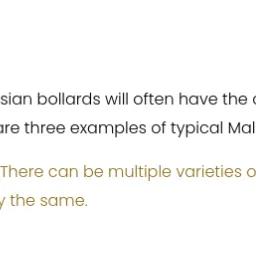 sian bollards will often have the
are three examples of typical Mal
There can be multiple varieties o
y the same.